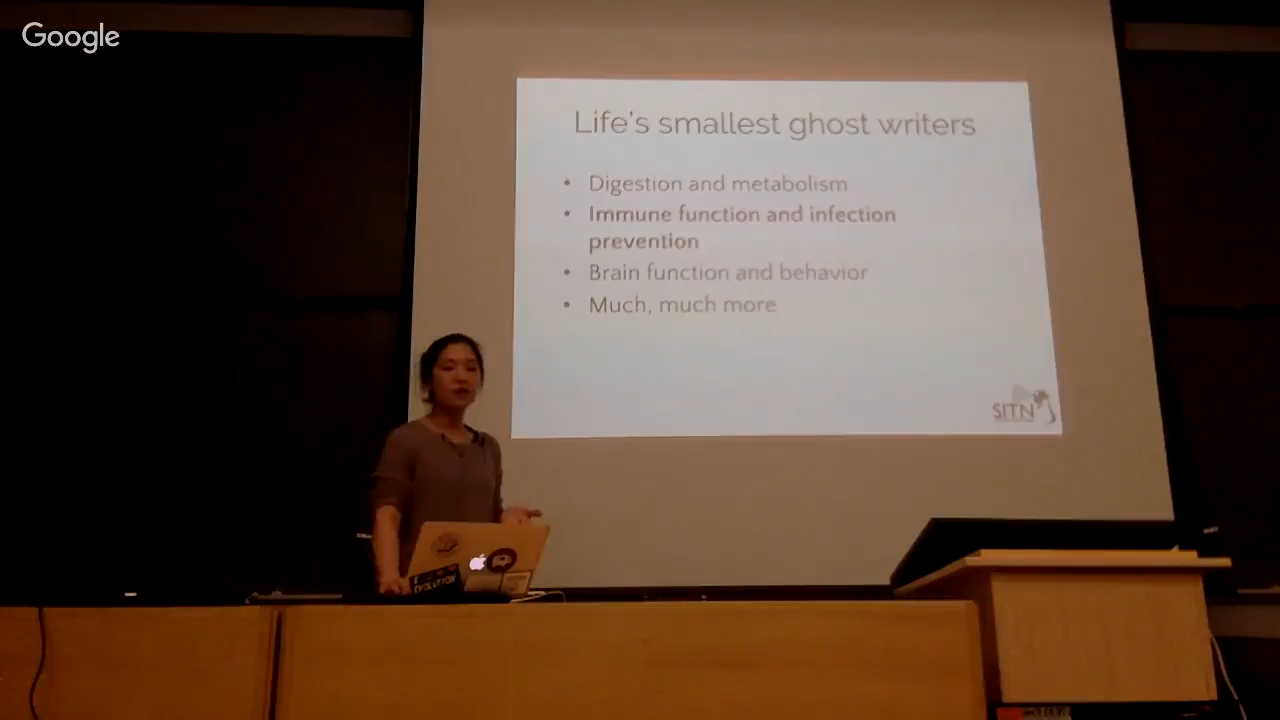 Google
Life's smallest ghost writers
• Digestion and metabolism
• Immune function and infection
prevention
• Brain function and behavior
• Much, much more
SITN
EVOLUTION